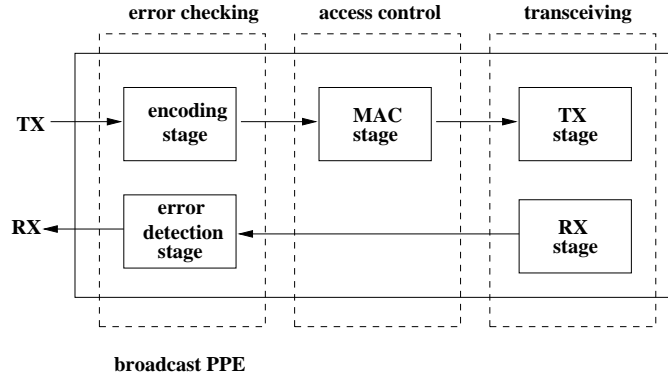 error checking
access control
transceiving
TX
encoding
stage
MAC
stage
TX
stage
RX
error
detection
stage
RX
stage
broadcast PPE